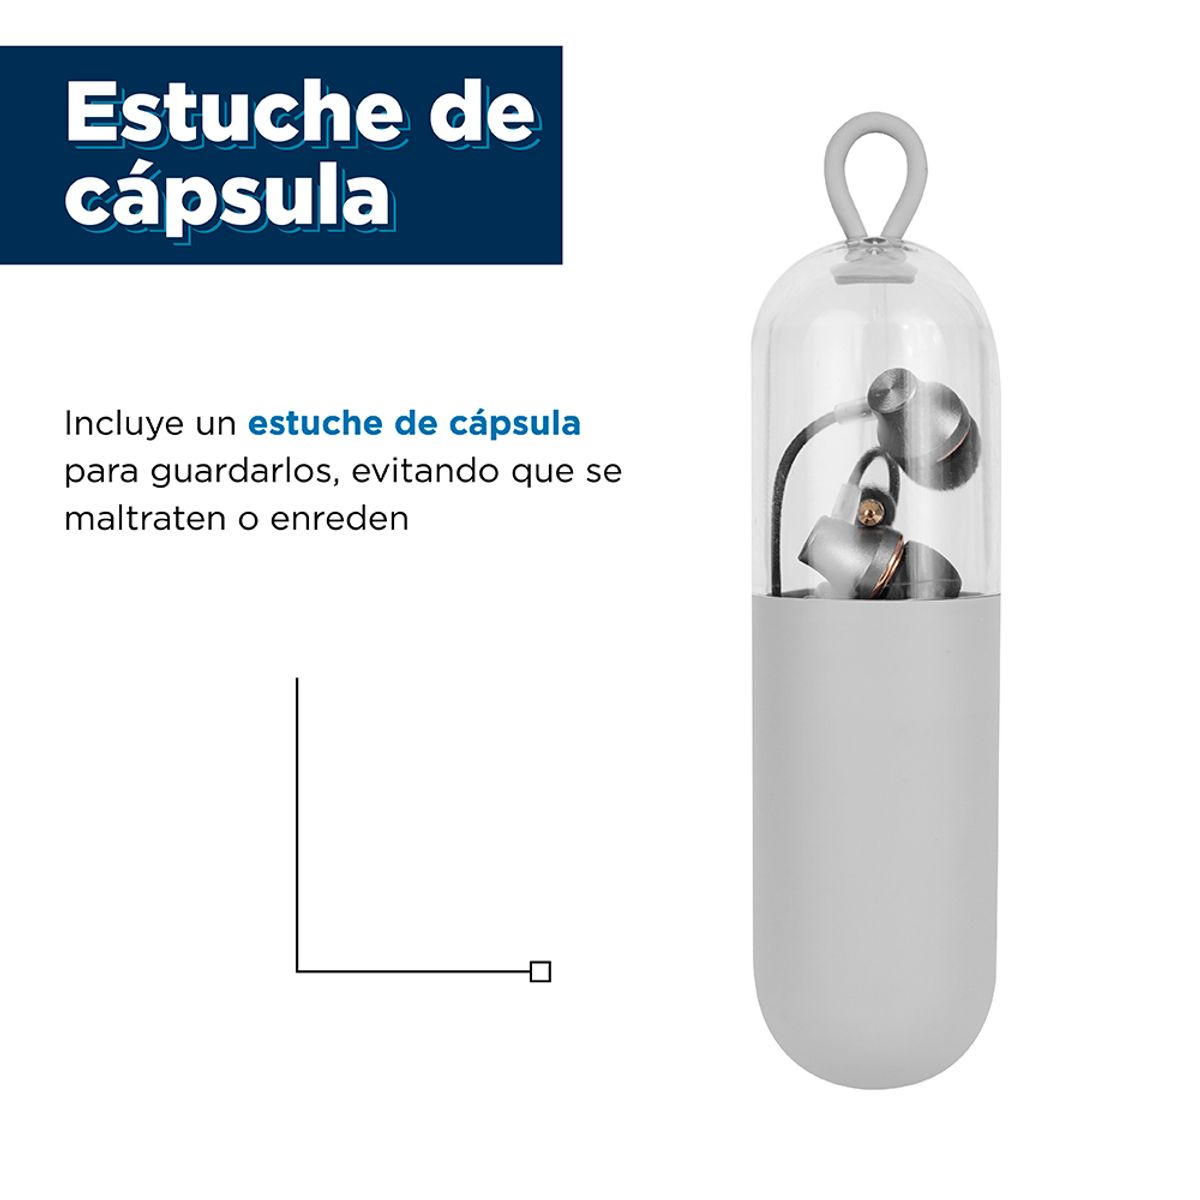 Estuche de
cápsula
Incluye un estuche de cápsula
para guardarlos, evitando que se
maltraten o enreden